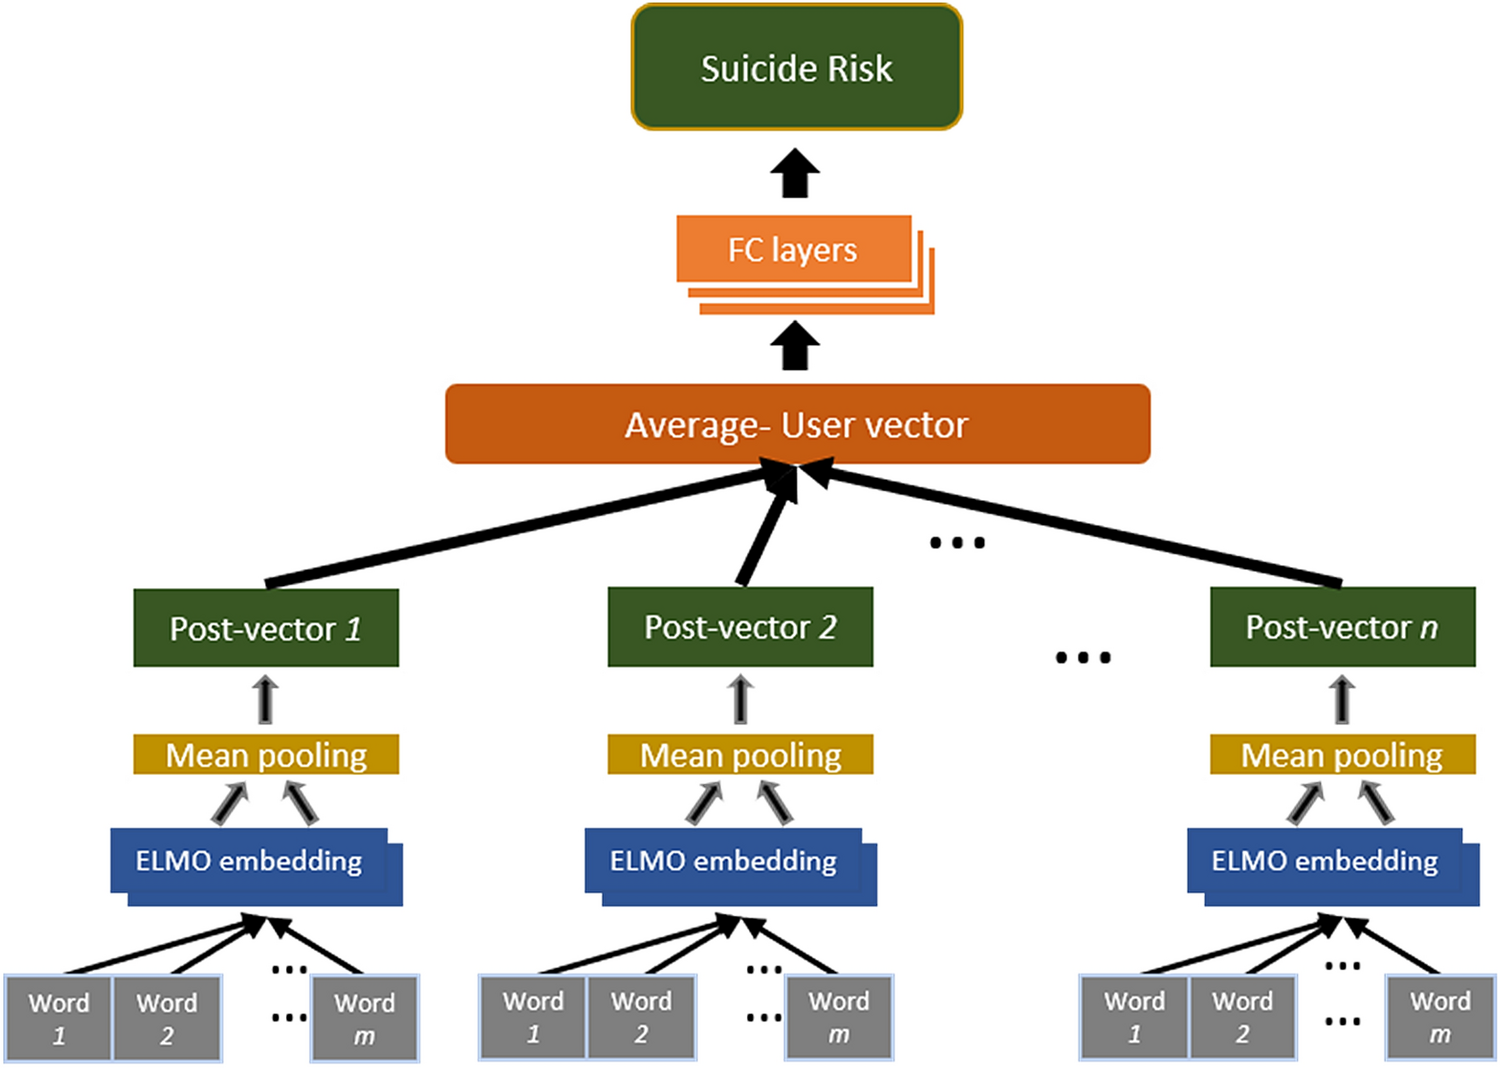 Suicide Risk
FC layers
Average- User vector
...
Post-vector 1
Post-vector 2
...
Post-vector n
Mean pooling
Mean pooling
Mean pooling
ELMO embedding
ELMO embedding
ELMO embedding
...
...
...
Word
1
Word
2
...
Word
m
Word
1
Word
2
...
Word
m
Word
1
Word
2
...
Word
m